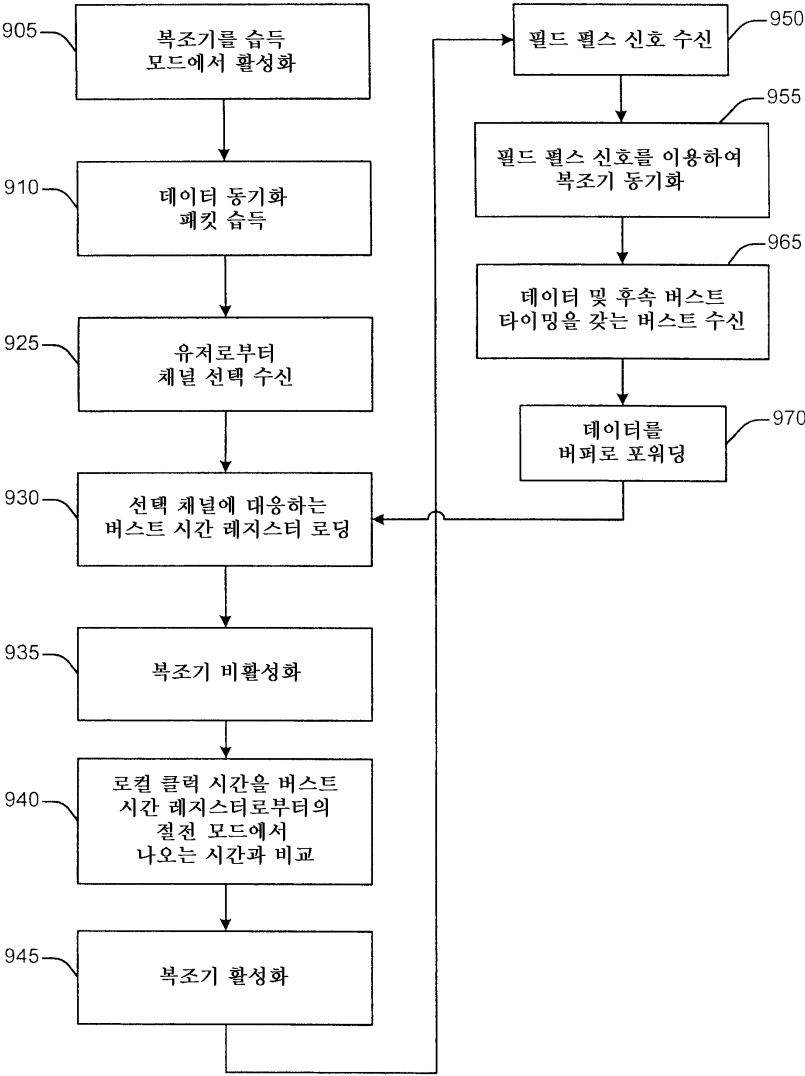 905
복조기를 습득
모드에서 활성화
910
데이터 동기화
패킷 습득
925
유저로부터
채널 선택 수신
930
선택 채널에 대응하는
버스트 시간 레지스터 로딩
935
복조기 비활성화
940
로컬 클럭 시간을 버스트
시간 레지스터로부터의
절전 모드에서
나오는 시간과 비교
945
복조기 활성화
950
필드 펄스 신호 수신
955
필드 펄스 신호를 이용하여
복조기 동기화
965
데이터 및 후속 버스트
타이밍을 갖는 버스트 수신
970
데이터를
버퍼로 포워딩